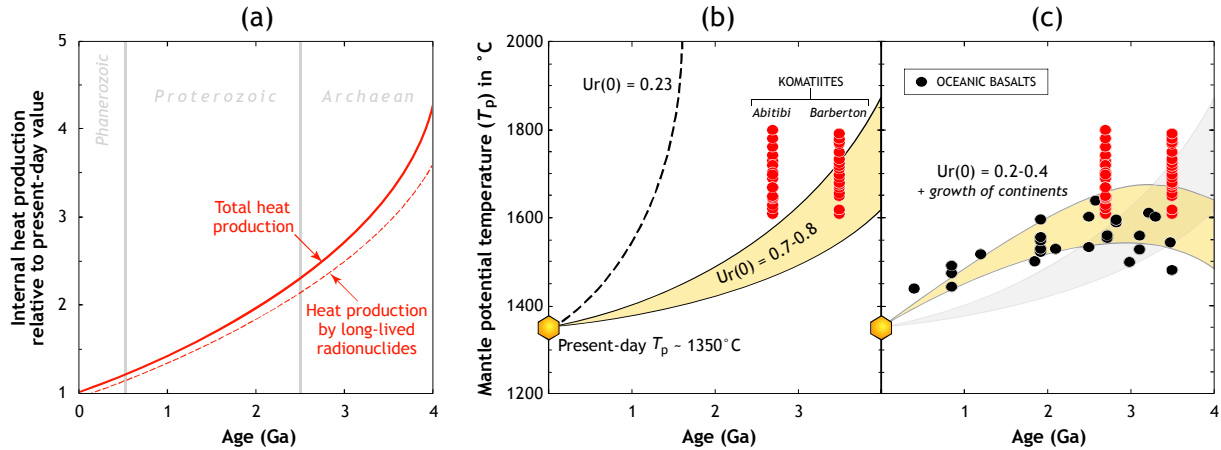 (a)
Internal heat production
relative to present-day value
5
4
3
2
1
Phanerozoic
Proterozoic
Archaean
Total heat
production
Heat production
by long-lived
radionuclides
0
1
2
3
4
Age (Ga)
(b)
Mantle potential temperature (Tp) in °C
2000
1800
1600
1400
1200
Ur(0) = 0.23
KOMATIITES
Abitibi
Barberton
Ur(0) = 0.7-0.8
Present-day Tp ~ 1350°C
0
1
2
3
Age (Ga)
(c)
OCEANIC BASALTS
Ur(0) = 0.2-0.4
+ growth of continents
1
2
3
4
Age (Ga)